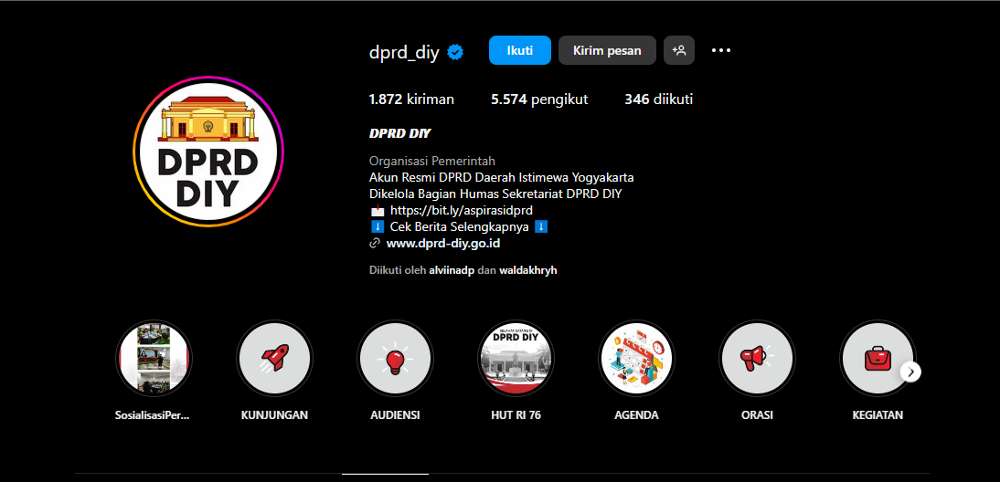 dprd_diy
Ikuti
Kirim pesan
1.872 kiriman
5.574 pengikut
346 diikuti
DPRD
DIY
DPRD DIY
Organisasi Pemerintah
Akun Resmi DPRD Daerah Istimewa Yogyakarta
Dikelola Bagian Humas Sekretariat DPRD DIY
📩 https://bit.ly/aspirasidprd
⬇️ Cek Berita Selengkapnya ⬇️
www.dprd-diy.go.id
Diikuti oleh alviinadp dan waldakhryh
SELAMAT DATANG DI
DPRD DIY
SosialisasiPer...
KUNJUNGAN
AUDIENSI
HUT RI 76
AGENDA
ORASI
KEGIATAN